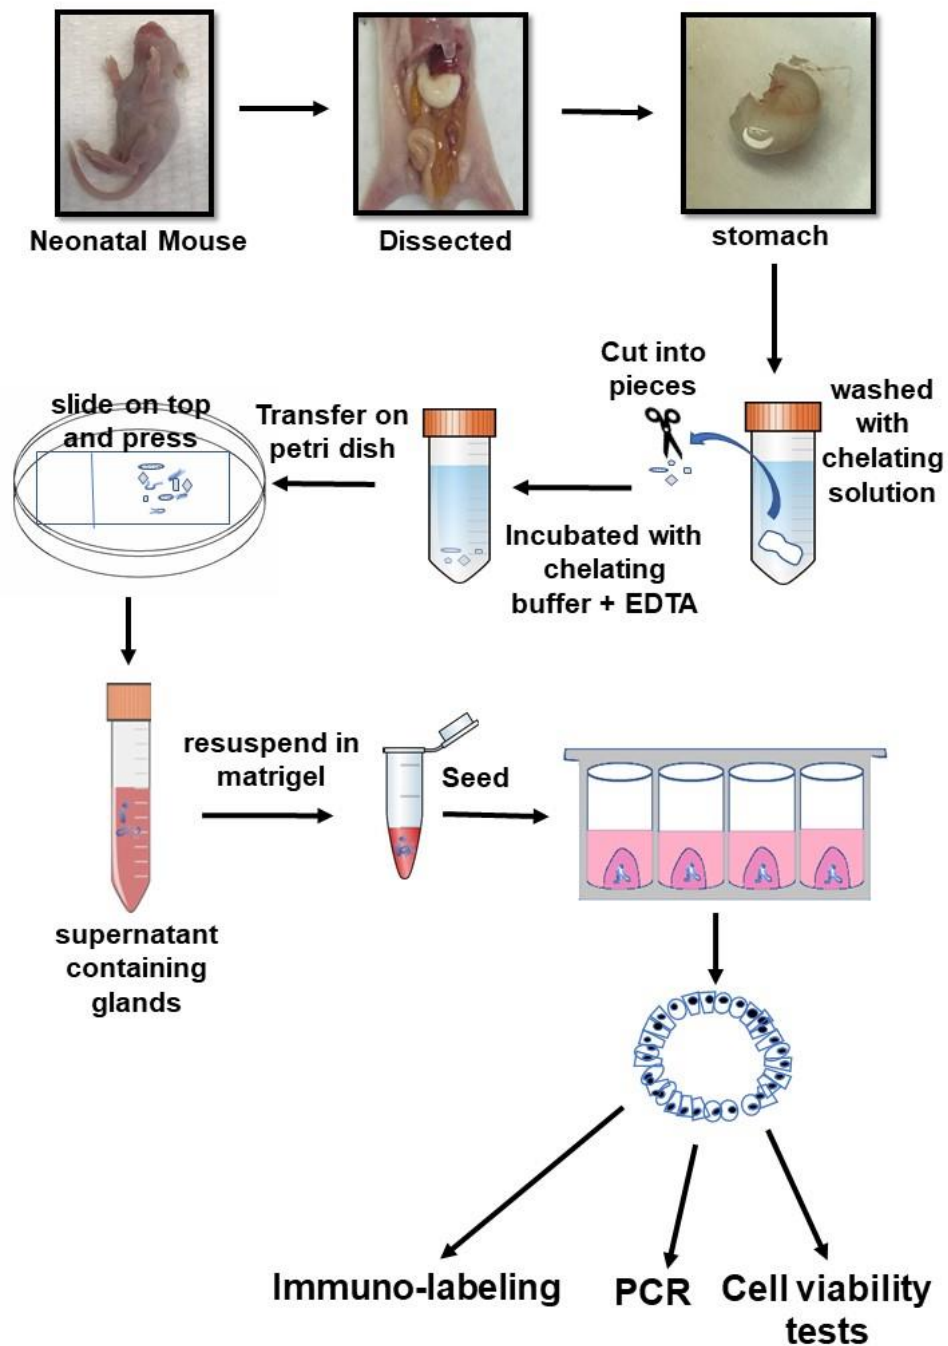 Neonatal Mouse
Dissected
stomach
Cut into
pieces
washed
with
chelating
solution
slide on top
and press
Transfer on
petri dish
Incubated with
chelating
buffer + EDTA
resuspend in
matrigel
Seed
supernatant
containing
glands
Immuno-labeling
PCR
Cell viability
tests